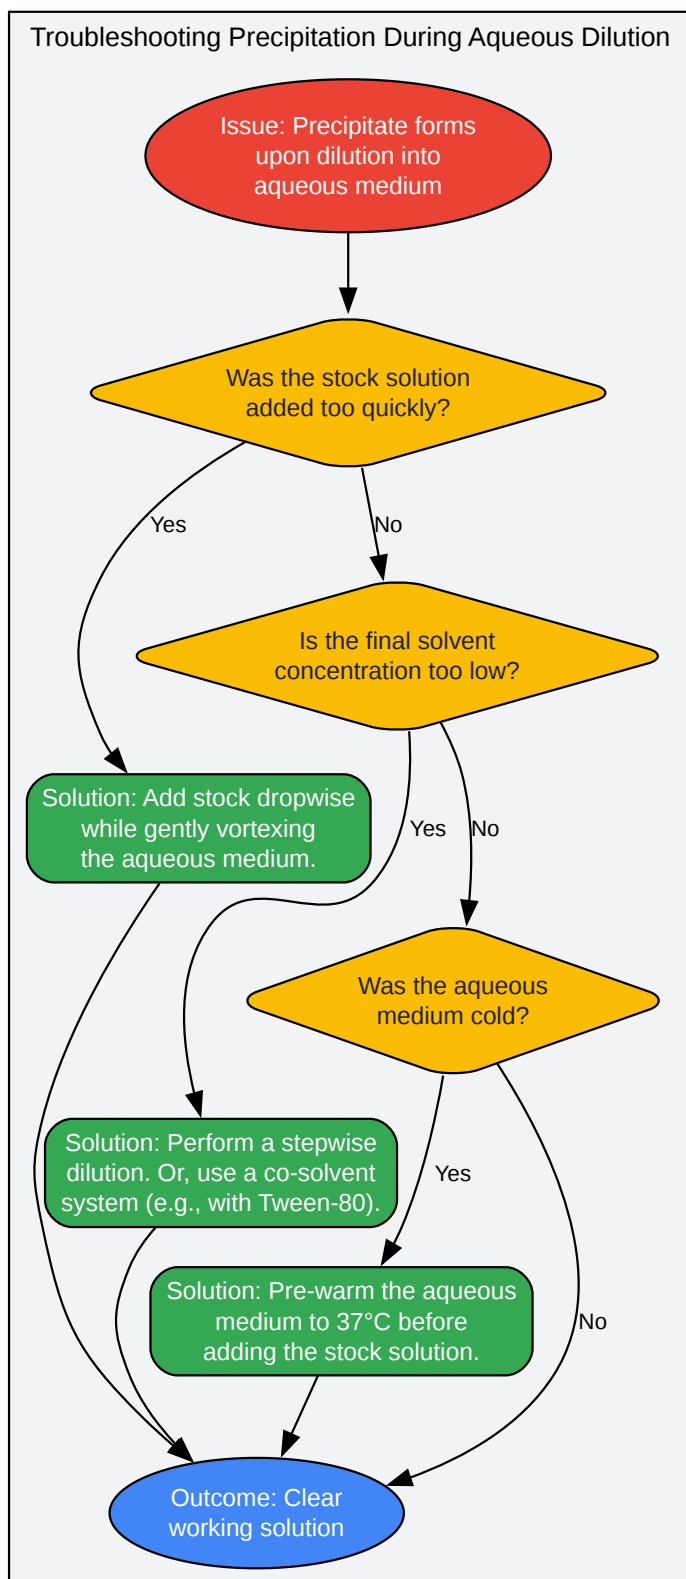 Troubleshooting Precipitation During Aqueous Dilution
Issue: Precipitate forms
upon dilution into
aqueous medium
Was the stock solution
added too quickly?
Yes
No
Is the final solvent
concentration too low?
Solution: Add stock dropwise
while gently vortexing
the aqueous medium.
Yes
No
Was the aqueous
medium cold?
Solution: Perform a stepwise
dilution. Or, use a co-solvent
system (e.g., with Tween-80).
Yes
Solution: Pre-warm the aqueous
medium to 37°C before
adding the stock solution.
No
Outcome: Clear
working solution